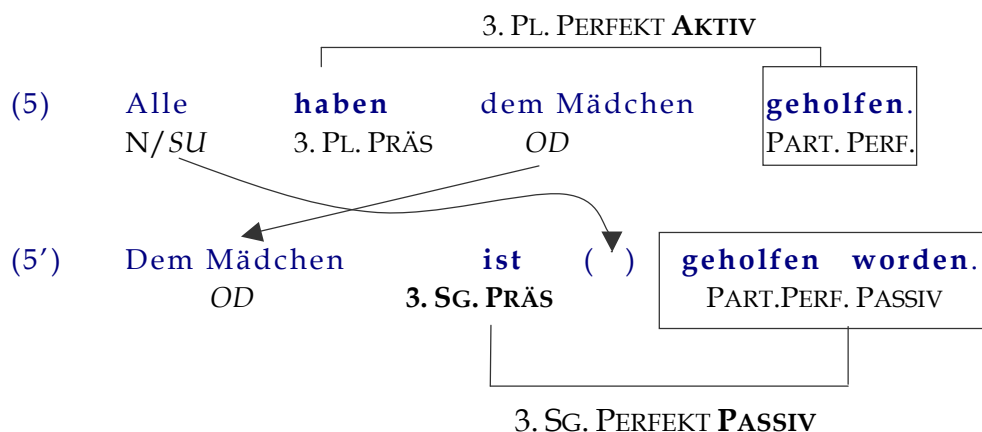 3. PL. PERFEKT AKTIV
(5) Alle haben dem Mädchen geholfen.
N/SU 3. PL. PRÄS OD PART. PERF.
(5') Dem Mädchen ist ( ) geholfen worden.
OD 3. SG. PRÄS PART.PERF. PASSIV
3. SG. PERFEKT PASSIV